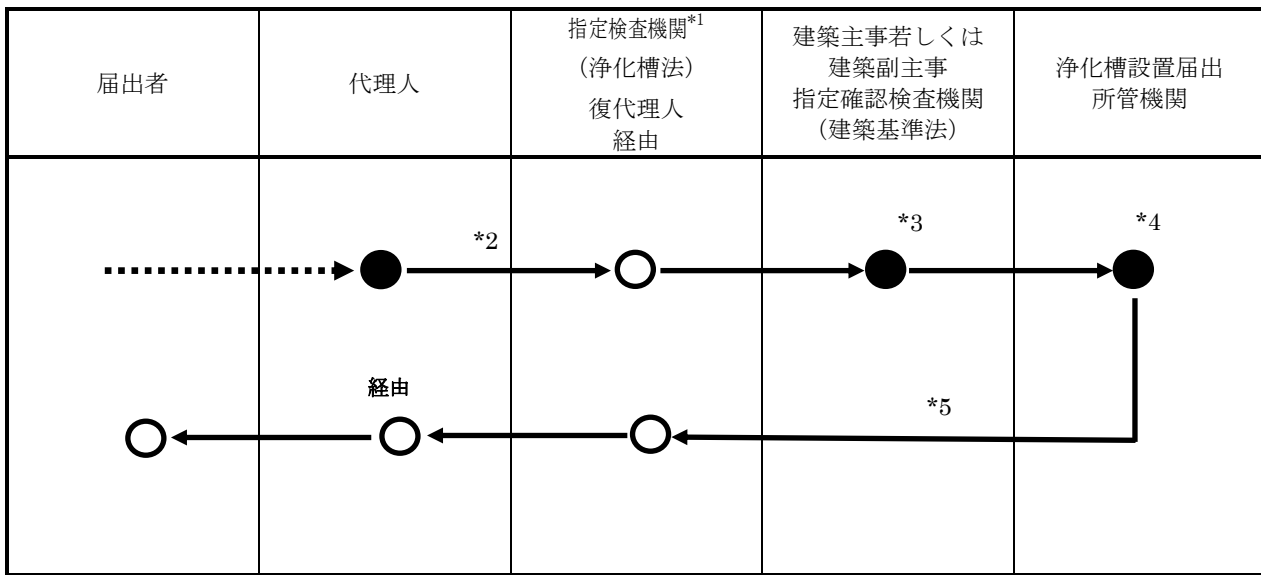 届出者
代理人
指定検査機関*1
（浄化槽法）
復代理人
経由
建築主事若しくは
建築副主事
指定確認検査機関
（建築基準法）
浄化槽設置届出
所管機関
*2
*3
*4
経由
*5